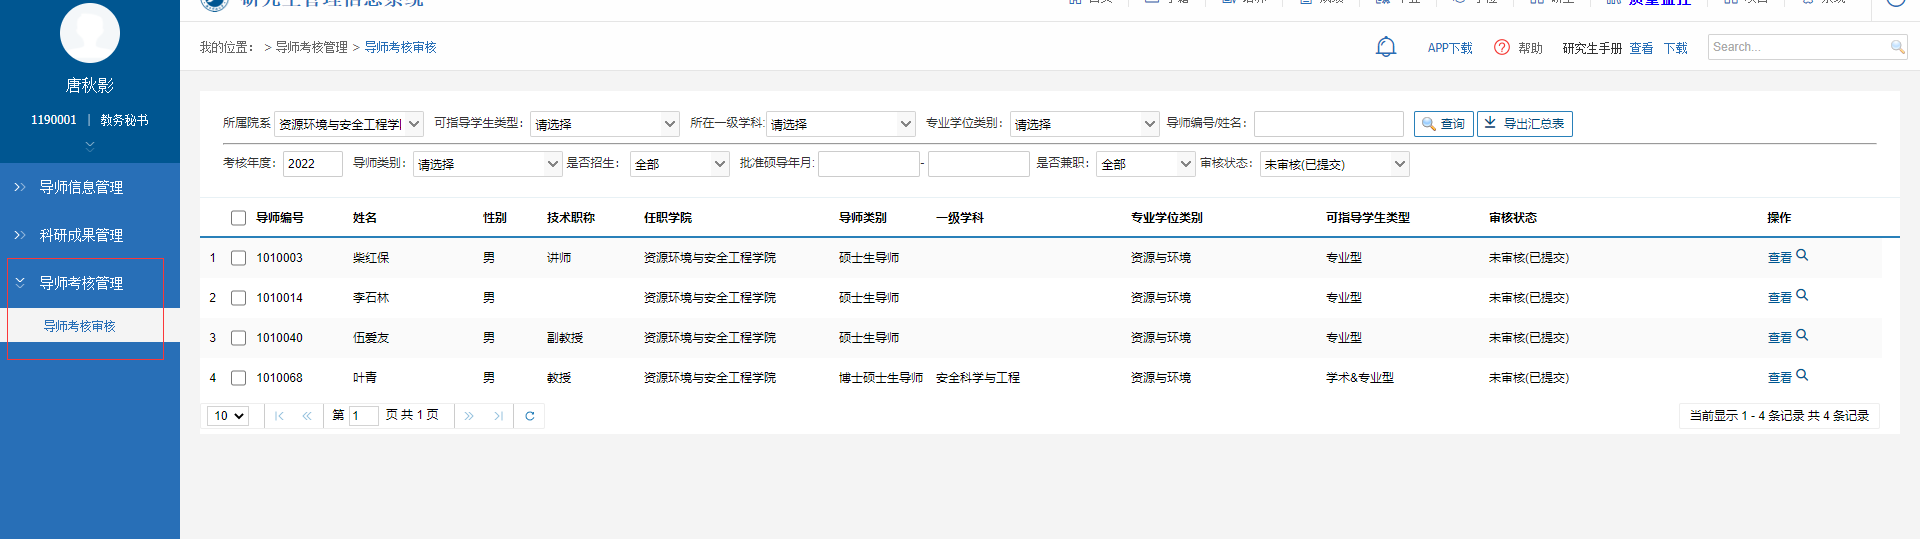 唐秋影
1190001 | 教务秘书
导师信息管理
科研成果管理
导师考核管理
导师考核审核
我的位置： > 导师考核管理 > 导师考核审核
APP下载 帮助 研究生手册 查看 下载 Search...
所属院系 资源环境与安全工程学 可指导学生类型： 请选择 所在一级学科: 请选择 专业学位类别： 请选择 导师编号/姓名： 查询 导出汇总表
考核年度： 2022 导师类别： 请选择 是否招生： 全部 批准硕导年月: - 是否兼职： 全部 审核状态： 未审核(已提交)
导师编号 姓名 性别 技术职称 任职学院 导师类别 一级学科 专业学位类别 可指导学生类型 审核状态 操作
1 1010003 柴红保 男 讲师 资源环境与安全工程学院 硕士生导师 资源与环境 专业型 未审核(已提交) 查看
2 1010014 李石林 男 资源环境与安全工程学院 硕士生导师 资源与环境 专业型 未审核(已提交) 查看
3 1010040 伍爱友 男 副教授 资源环境与安全工程学院 硕士生导师 资源与环境 专业型 未审核(已提交) 查看
4 1010068 叶青 男 教授 资源环境与安全工程学院 博士硕士生导师 安全科学与工程 资源与环境 学术&专业型 未审核(已提交) 查看
10 第 1 页 共 1 页 当前显示 1 - 4 条记录 共 4 条记录